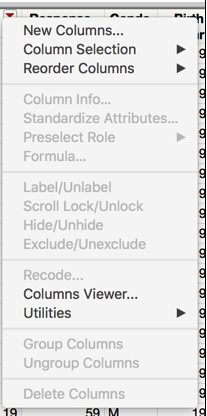 Response
New Columns...
Column Selection
Reorder Columns
Column Info...
Standardize Attributes...
Preselect Role
Formula...
Label/Unlabel
Scroll Lock/Unlock
Hide/Unhide
Exclude/Unexclude
Recode...
Columns Viewer...
Utilities
Group Columns
Ungroup Columns
Delete Columns
19 59 M